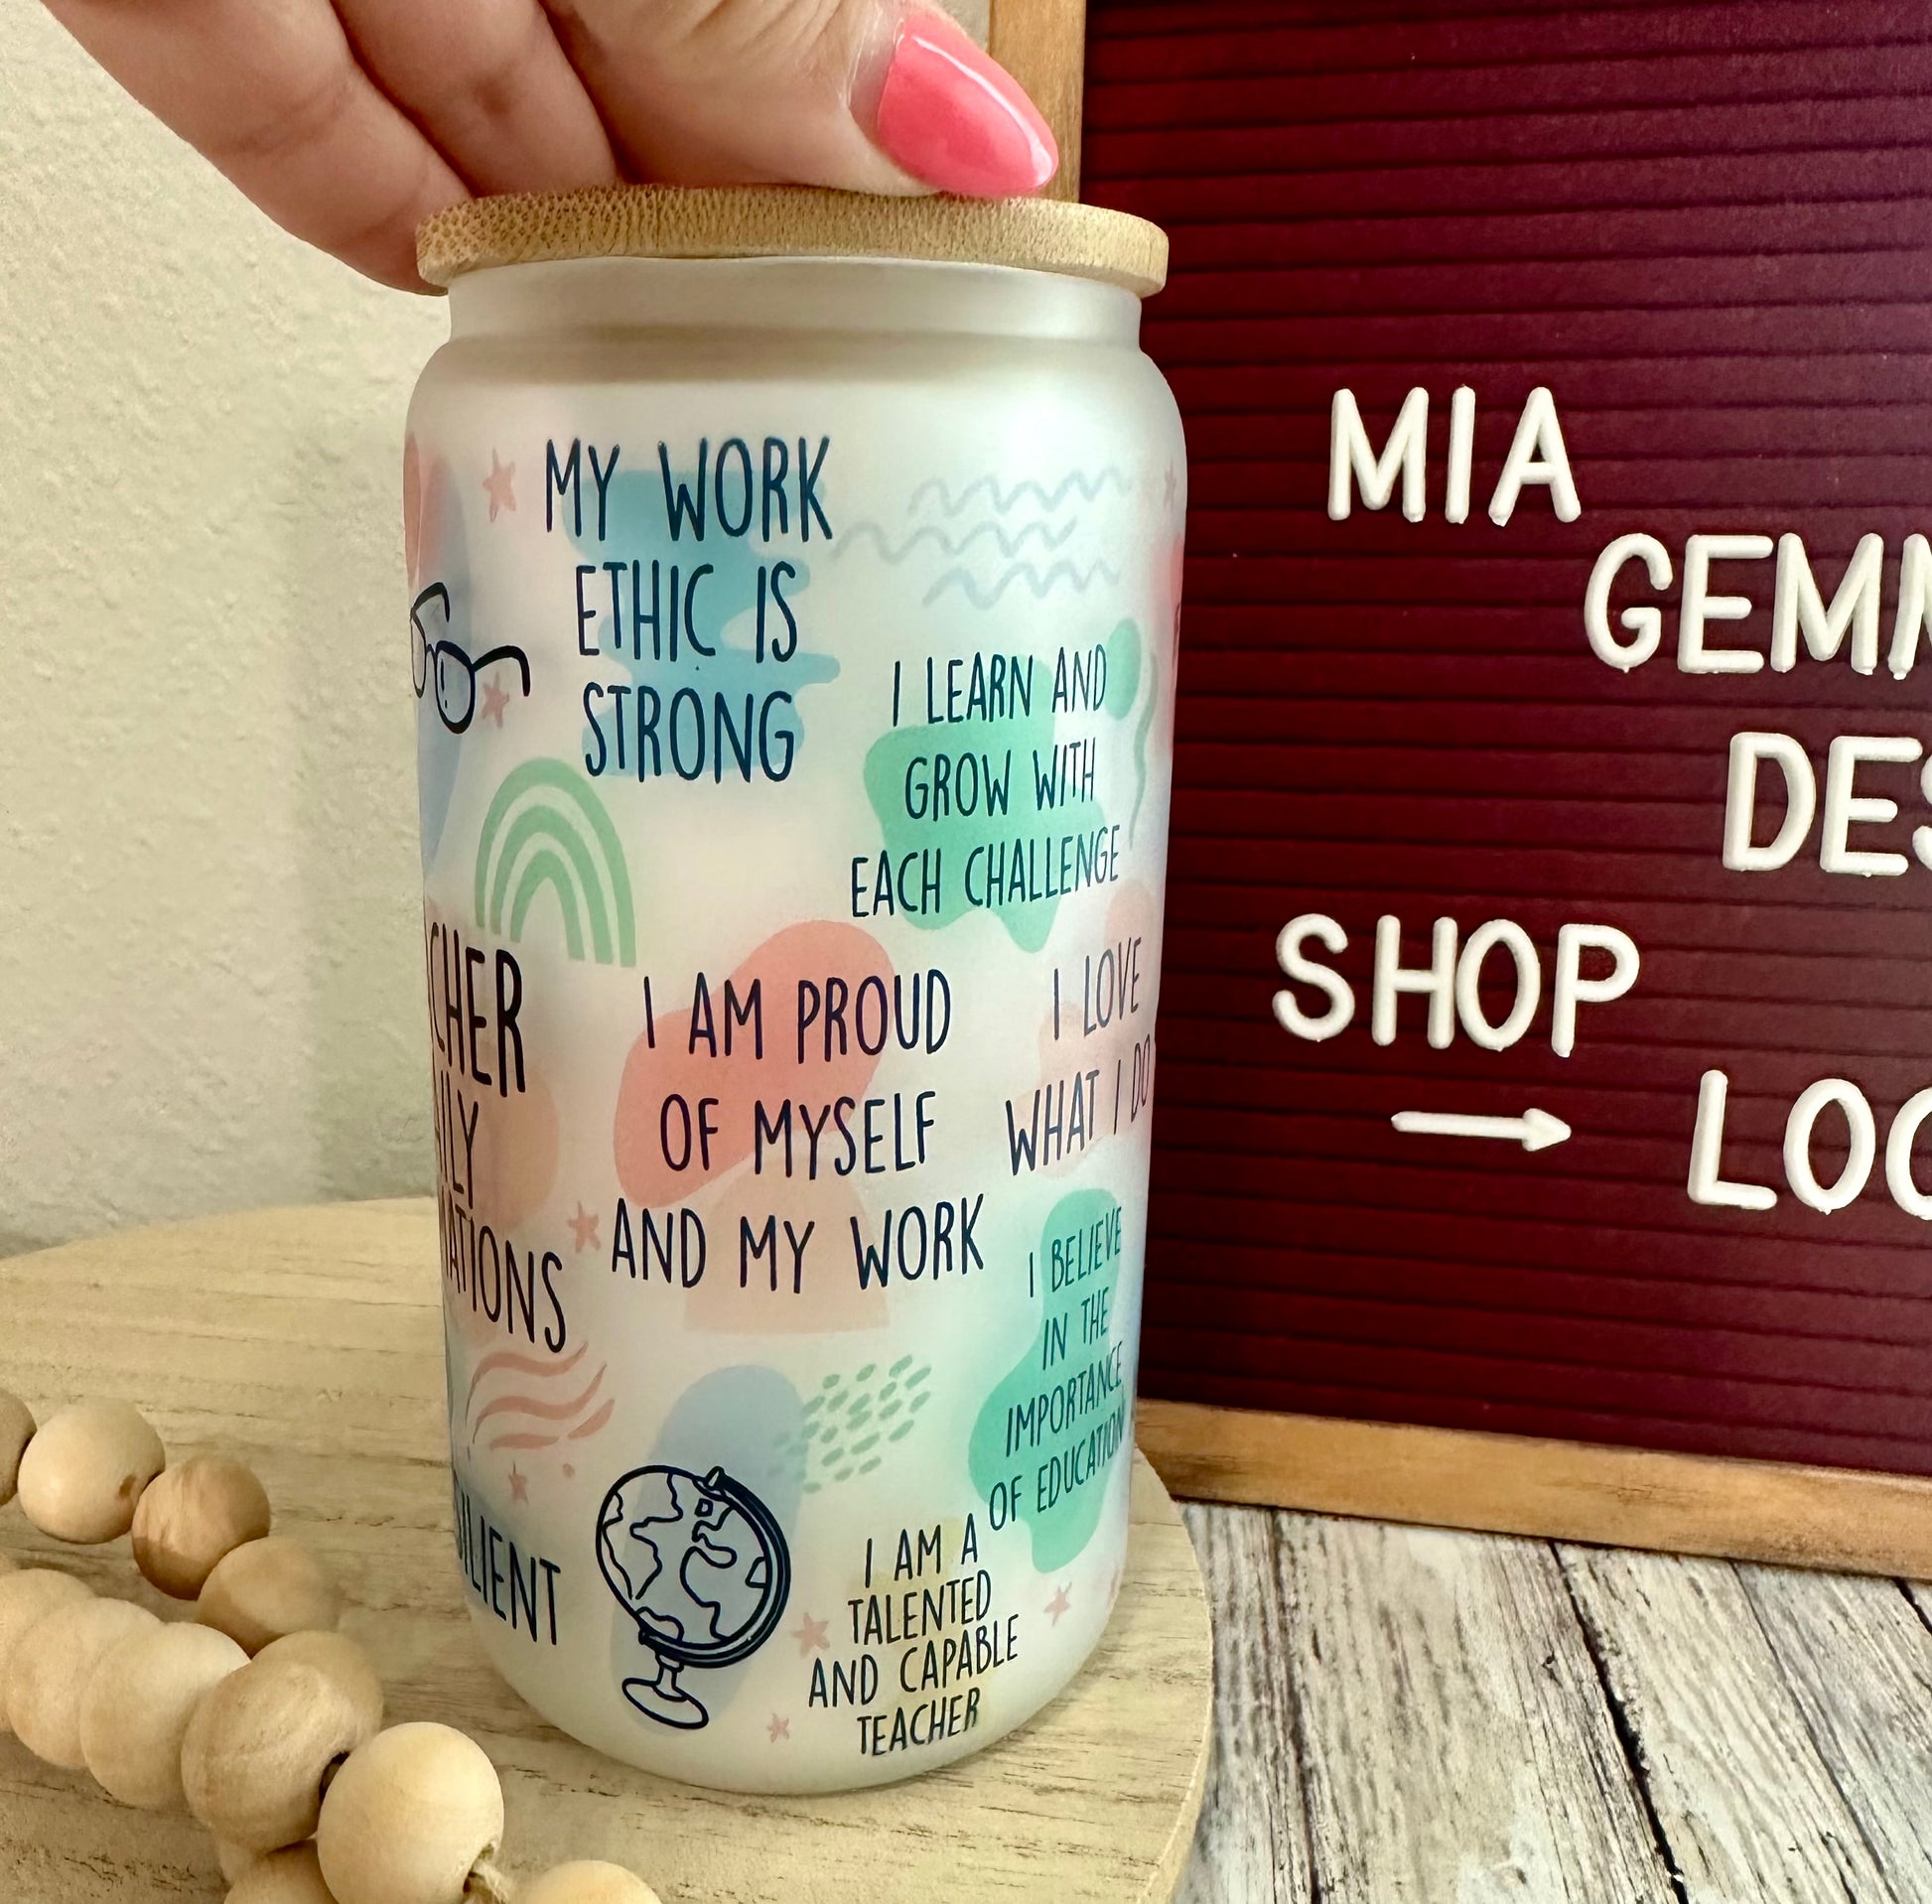 MY WORK
ETHIC IS
STRONG
I LEARN AND
GROW WITH
EACH CHALLENGE
I AM PROUD
OF MYSELF
AND MY WORK
I LOVE
WHAT I DO
I BELIEVE
IN THE
IMPORTANCE
OF EDUCATION
I AM A
TALENTED
AND CAPABLE
TEACHER
MIA
SHOP